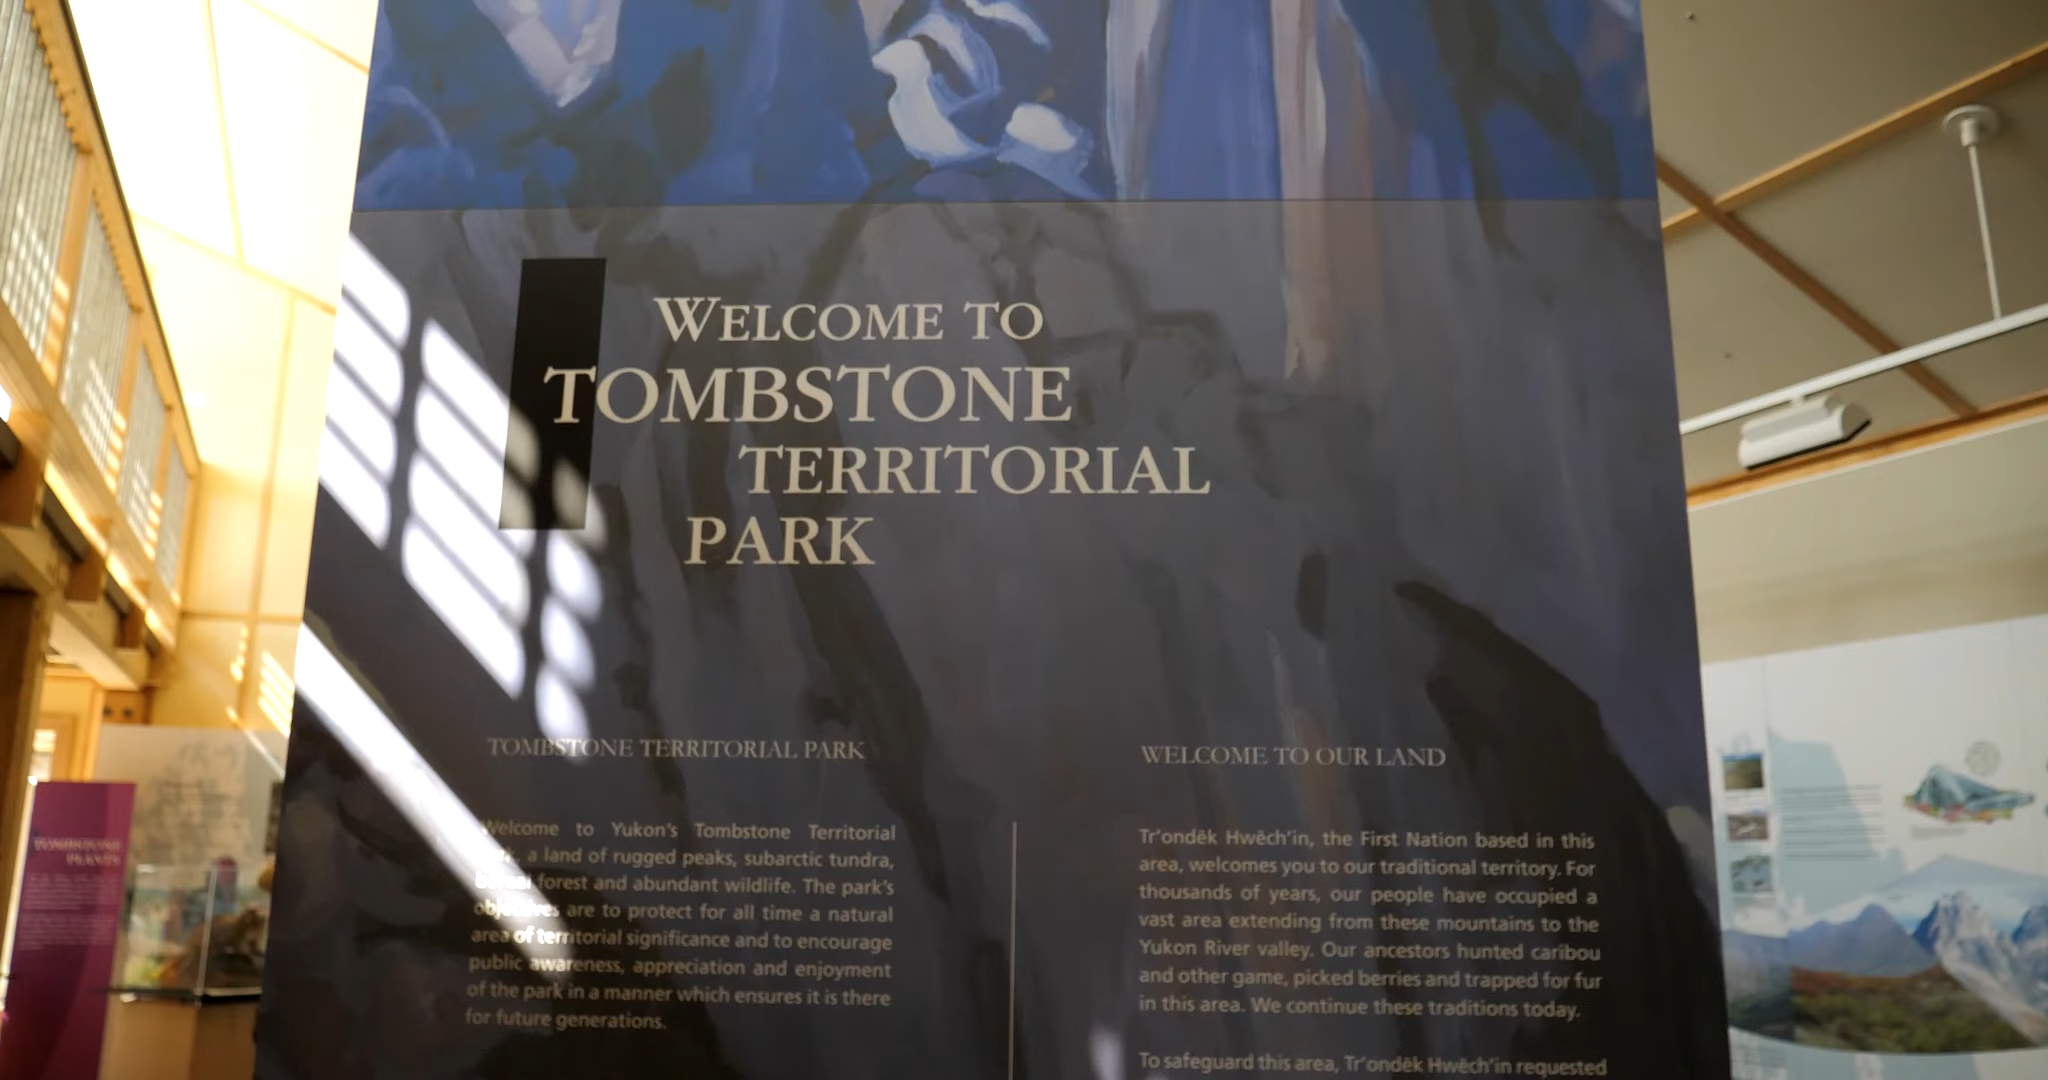 WELCOME TO
TOMBSTONE
TERRITORIAL
PARK
TOMBSTONE TERRITORIAL PARK
Welcome to Yukon's Tombstone Territorial
a land of rugged peaks, subarctic tundra,
boreal forest and abundant wildlife. The park's
objectives are to protect for all time a natural
area of territorial significance and to encourage
public awareness, appreciation and enjoyment
of the park in a manner which ensures it is there
for future generations.
WELCOME TO OUR LAND
Tr'ondëk Hwëch'in, the First Nation based in this
area, welcomes you to our traditional territory. For
thousands of years, our people have occupied a
vast area extending from these mountains to the
Yukon River valley. Our ancestors hunted caribou
and other game, picked berries and trapped for fur
in this area. We continue these traditions today.
To safeguard this area, Tr'ondëk Hwëch'in requested
TOMBSTONE
PLANTS